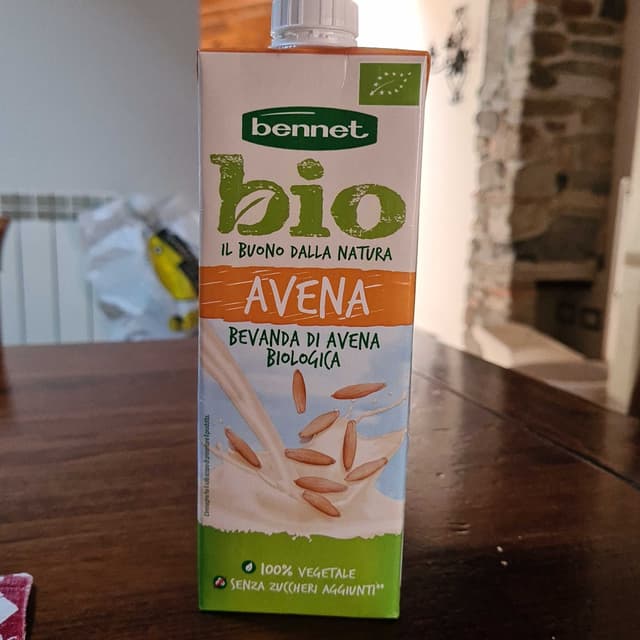 bennet
bio
IL BUONO DALLA NATURA
AVENA
BEVANDA DI AVENA
BIOLOGICA
100% VEGETALE
SENZA ZUCCHERI AGGIUNTI**